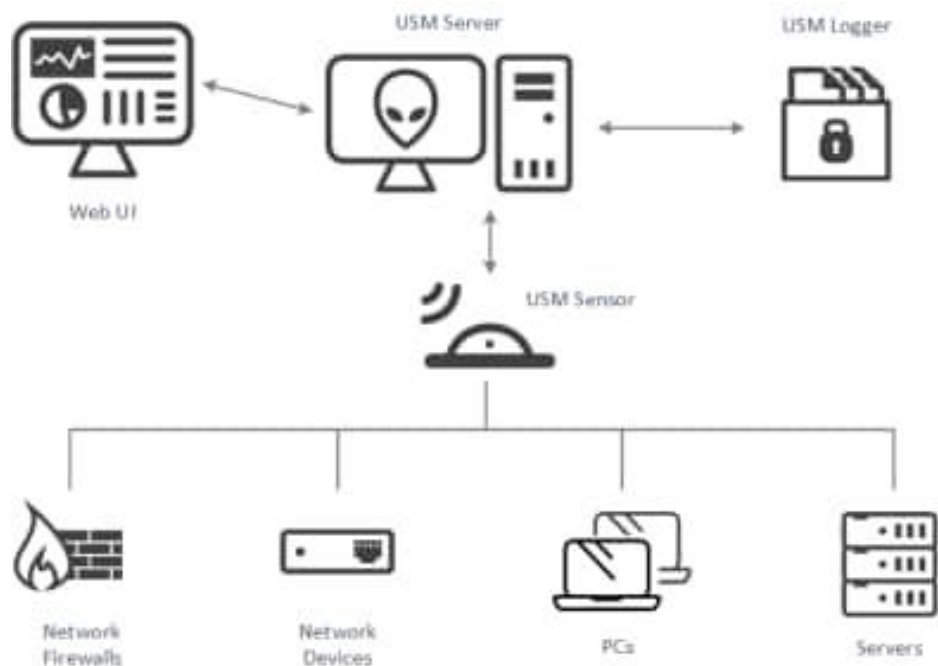 USM Server
USM Logger
Web UI
USM Sensor
Network
Firewalls
Network
Devices
PCs
Servers